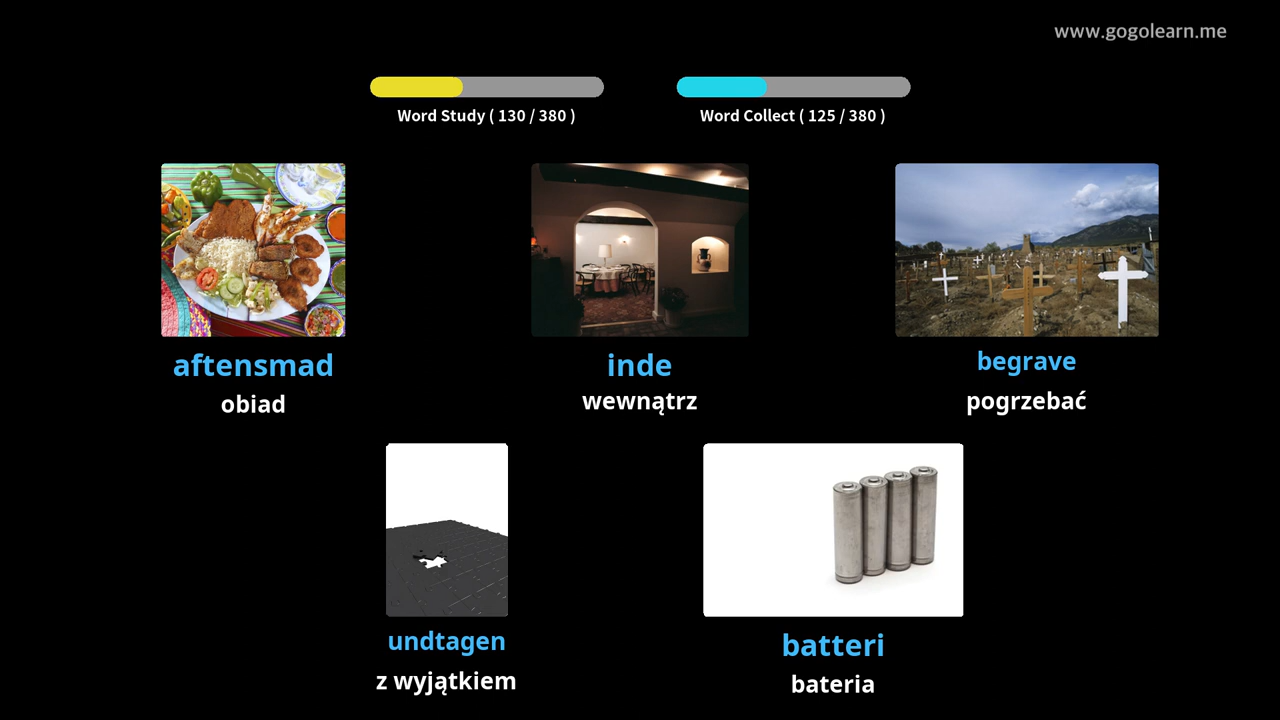 www.gogolearn.me
Word Study ( 130 / 380 )
Word Collect ( 125 / 380 )
aftensmad
obiad
inde
wewnątrz
begrave
pogrzebać
undtagen
z wyjątkiem
batteri
bateria